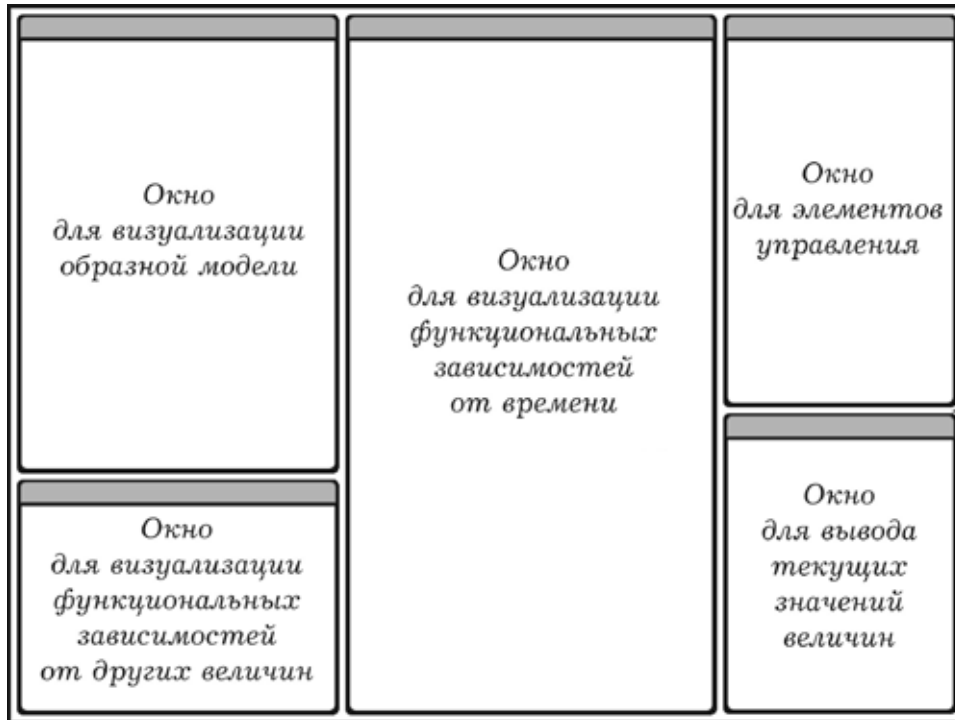 Окно
для визуализации
образной модели
Окно
для визуализации
функциональных
зависимостей
от других величин
Окно
для визуализации
функциональных
зависимостей
от времени
Окно
для элементов
управления
Окно
для вывода
текущих
значений
величин